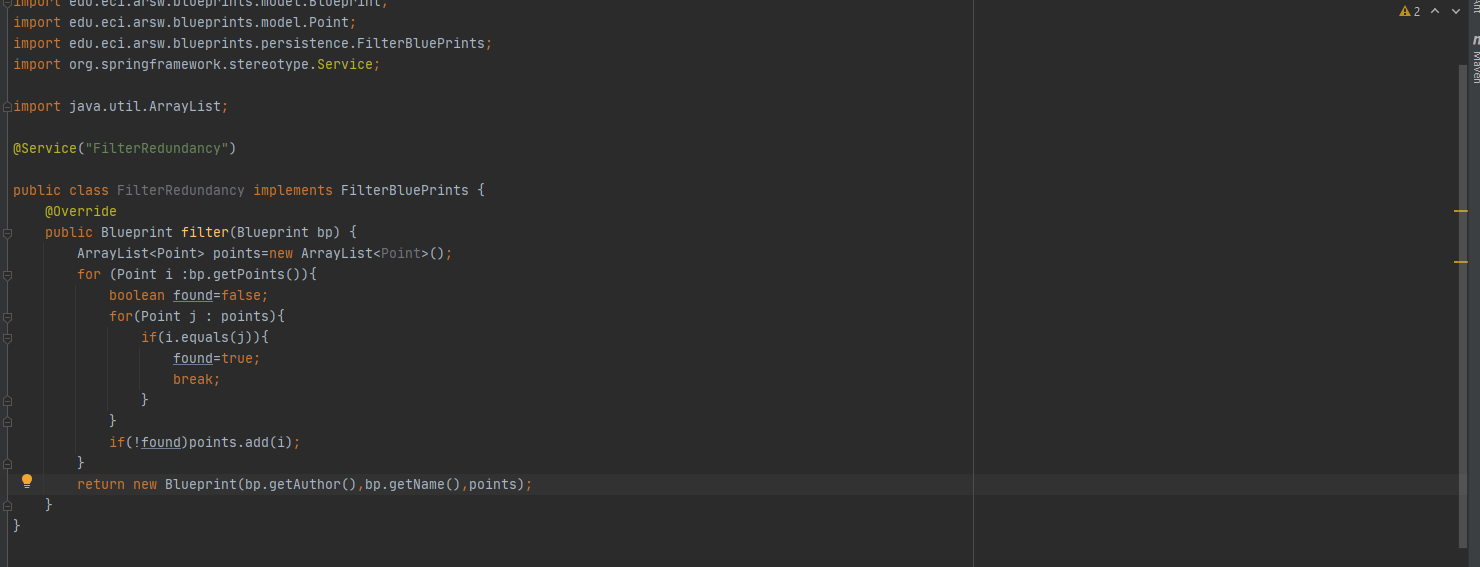 import edu.eci.arsw.blueprints.model.Blueprint;
import edu.eci.arsw.blueprints.model.Point;
import edu.eci.arsw.blueprints.persistence.FilterBluePrints;
import org.springframework.stereotype.Service;
import java.util.ArrayList;
@Service("FilterRedundancy")
public class FilterRedundancy implements FilterBluePrints {
@Override
public Blueprint filter(Blueprint bp) {
ArrayList<Point> points=new ArrayList<Point>();
for (Point i :bp.getPoints()){
boolean found=false;
for(Point j : points){
if(i.equals(j)){
found=true;
break;
}
}
if(!found)points.add(i);
}
return new Blueprint(bp.getAuthor(),bp.getName(),points);
}
}
2
Maven